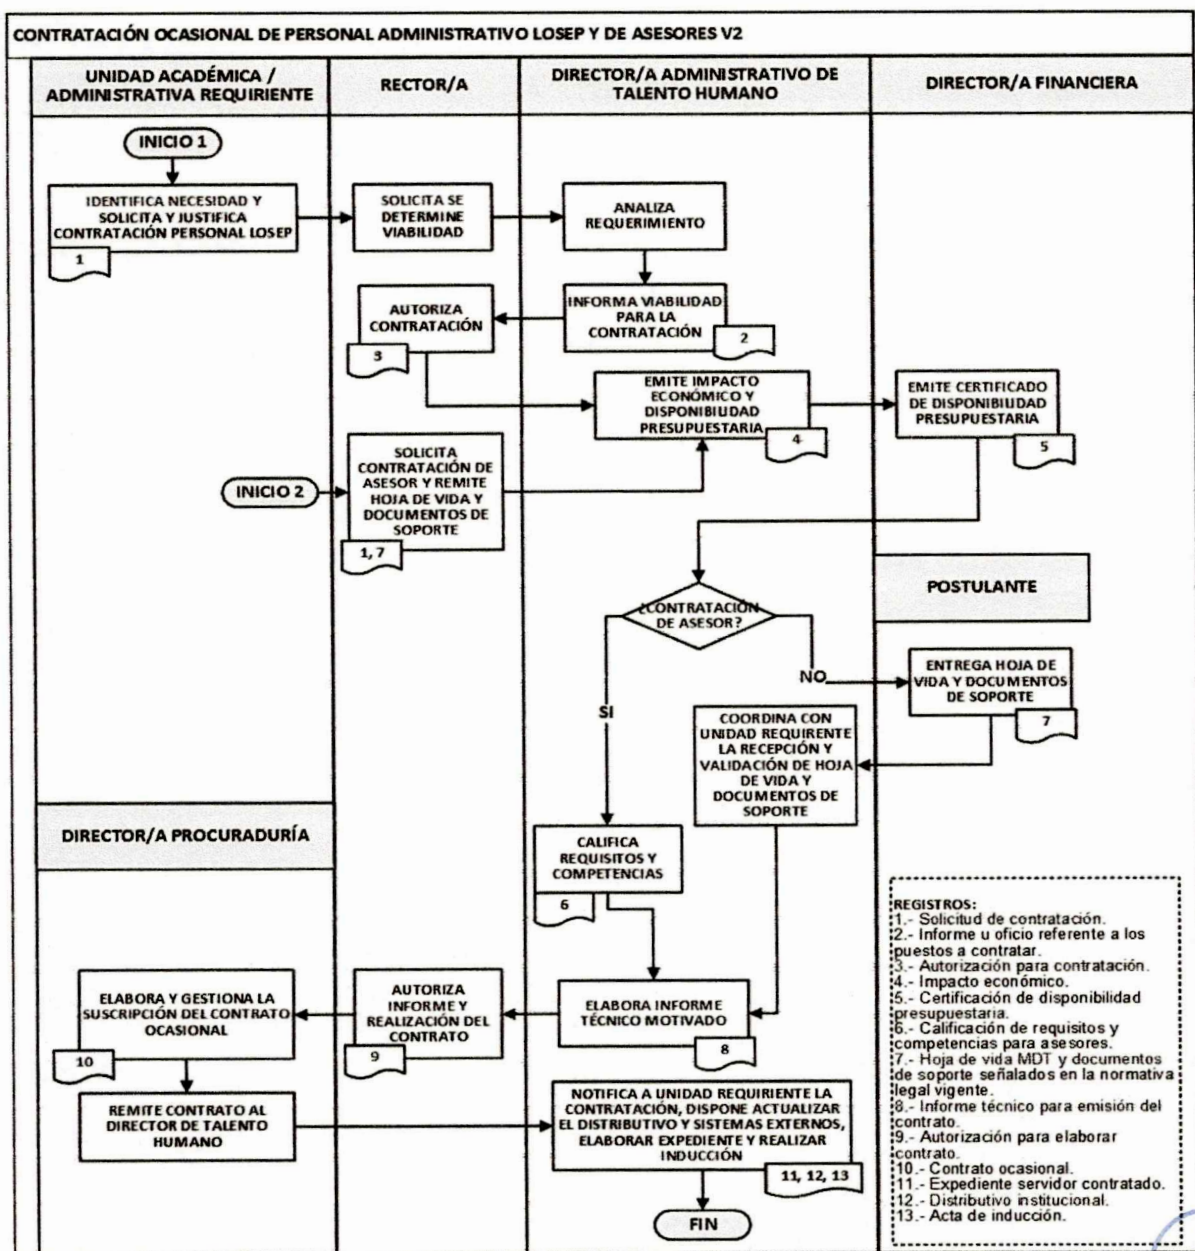 CONTRATACIÓN OCASIONAL DE PERSONAL ADMINISTRATIVO LOSEP Y DE ASESORES V2
UNIDAD ACADÉMICA /
ADMINISTRATIVA REQUIRIENTE
RECTOR/A
DIRECTOR/A ADMINISTRATIVO DE
TALENTO HUMANO
DIRECTOR/A FINANCIERA
INICIO 1
IDENTIFICA NECESIDAD Y
SOLICITA Y JUSTIFICA
CONTRATACIÓN PERSONAL LOSEP
1
SOLICITA SE
DETERMINE
VIABILIDAD
ANALIZA
REQUERIMIENTO
INFORMA VIABILIDAD
PARA LA
CONTRATACIÓN
2
AUTORIZA
CONTRATACIÓN
3
EMITE IMPACTO
ECONÓMICO Y
DISPONIBILIDAD
PRESUPUESTARIA
4
EMITE CERTIFICADO
DE DISPONIBILIDAD
PRESUPUESTARIA
5
INICIO 2
SOLICITA
CONTRATACIÓN DE
ASESOR Y REMITE
HOJA DE VIDA Y
DOCUMENTOS DE
SOPORTE
1, 7
¿CONTRATACIÓN
DE ASESOR?
SI
NO
POSTULANTE
ENTREGA HOJA DE
VIDA Y DOCUMENTOS
DE SOPORTE
7
COORDINA CON
UNIDAD REQUIRENTE
LA RECEPCIÓN Y
VALIDACIÓN DE HOJA
DE VIDA Y
DOCUMENTOS DE
SOPORTE
DIRECTOR/A PROCURADURÍA
CALIFICA
REQUISITOS Y
COMPETENCIAS
6
ELABORA INFORME
TÉCNICO MOTIVADO
8
AUTORIZA
INFORME Y
REALIZACIÓN DEL
CONTRATO
9
ELABORA Y GESTIONA LA
SUSCRIPCIÓN DEL CONTRATO
OCASIONAL
10
REMITE CONTRATO AL
DIRECTOR DE TALENTO
HUMANO
NOTIFICA A UNIDAD REQUIRIENTE LA
CONTRATACIÓN, DISPONE ACTUALIZAR
EL DISTRIBUTIVO Y SISTEMAS EXTERNOS,
ELABORAR EXPEDIENTE Y REALIZAR
INDUCCIÓN
11, 12, 13
FIN
REGISTROS:
1.- Solicitud de contratación.
2.- Informe u oficio referente a los
puestos a contratar.
3.- Autorización para contratación.
4.- Impacto económico.
5.- Certificación de disponibilidad
presupuestaria.
6.- Calificación de requisitos y
competencias para asesores.
7.- Hoja de vida MDT y documentos
de soporte señalados en la normativa
legal vigente.
8.- Informe técnico para emisión del
contrato.
9.- Autorización para elaborar
contrato.
10.- Contrato ocasional.
11.- Expediente servidor contratado.
12.- Distributivo institucional.
13.- Acta de inducción.